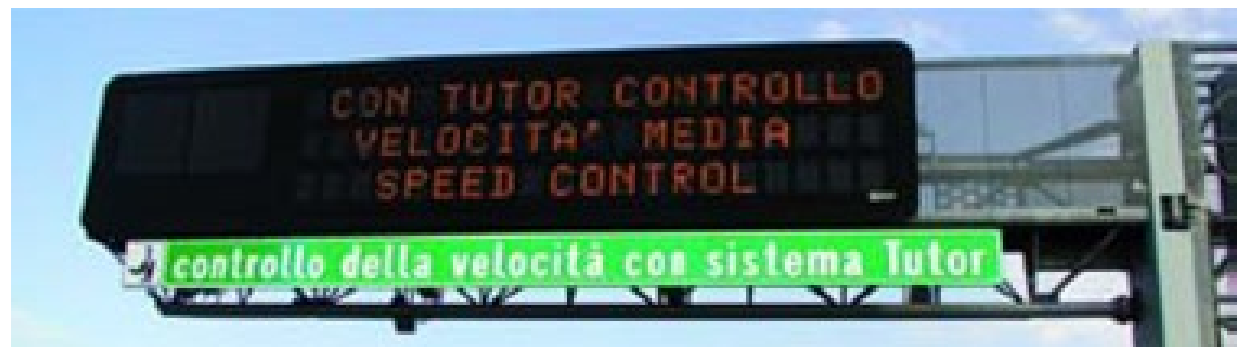 CON TUTOR CONTROLLO
VELOCITA' MEDIA
SPEED CONTROL
controllo della velocità con sistema Tutor